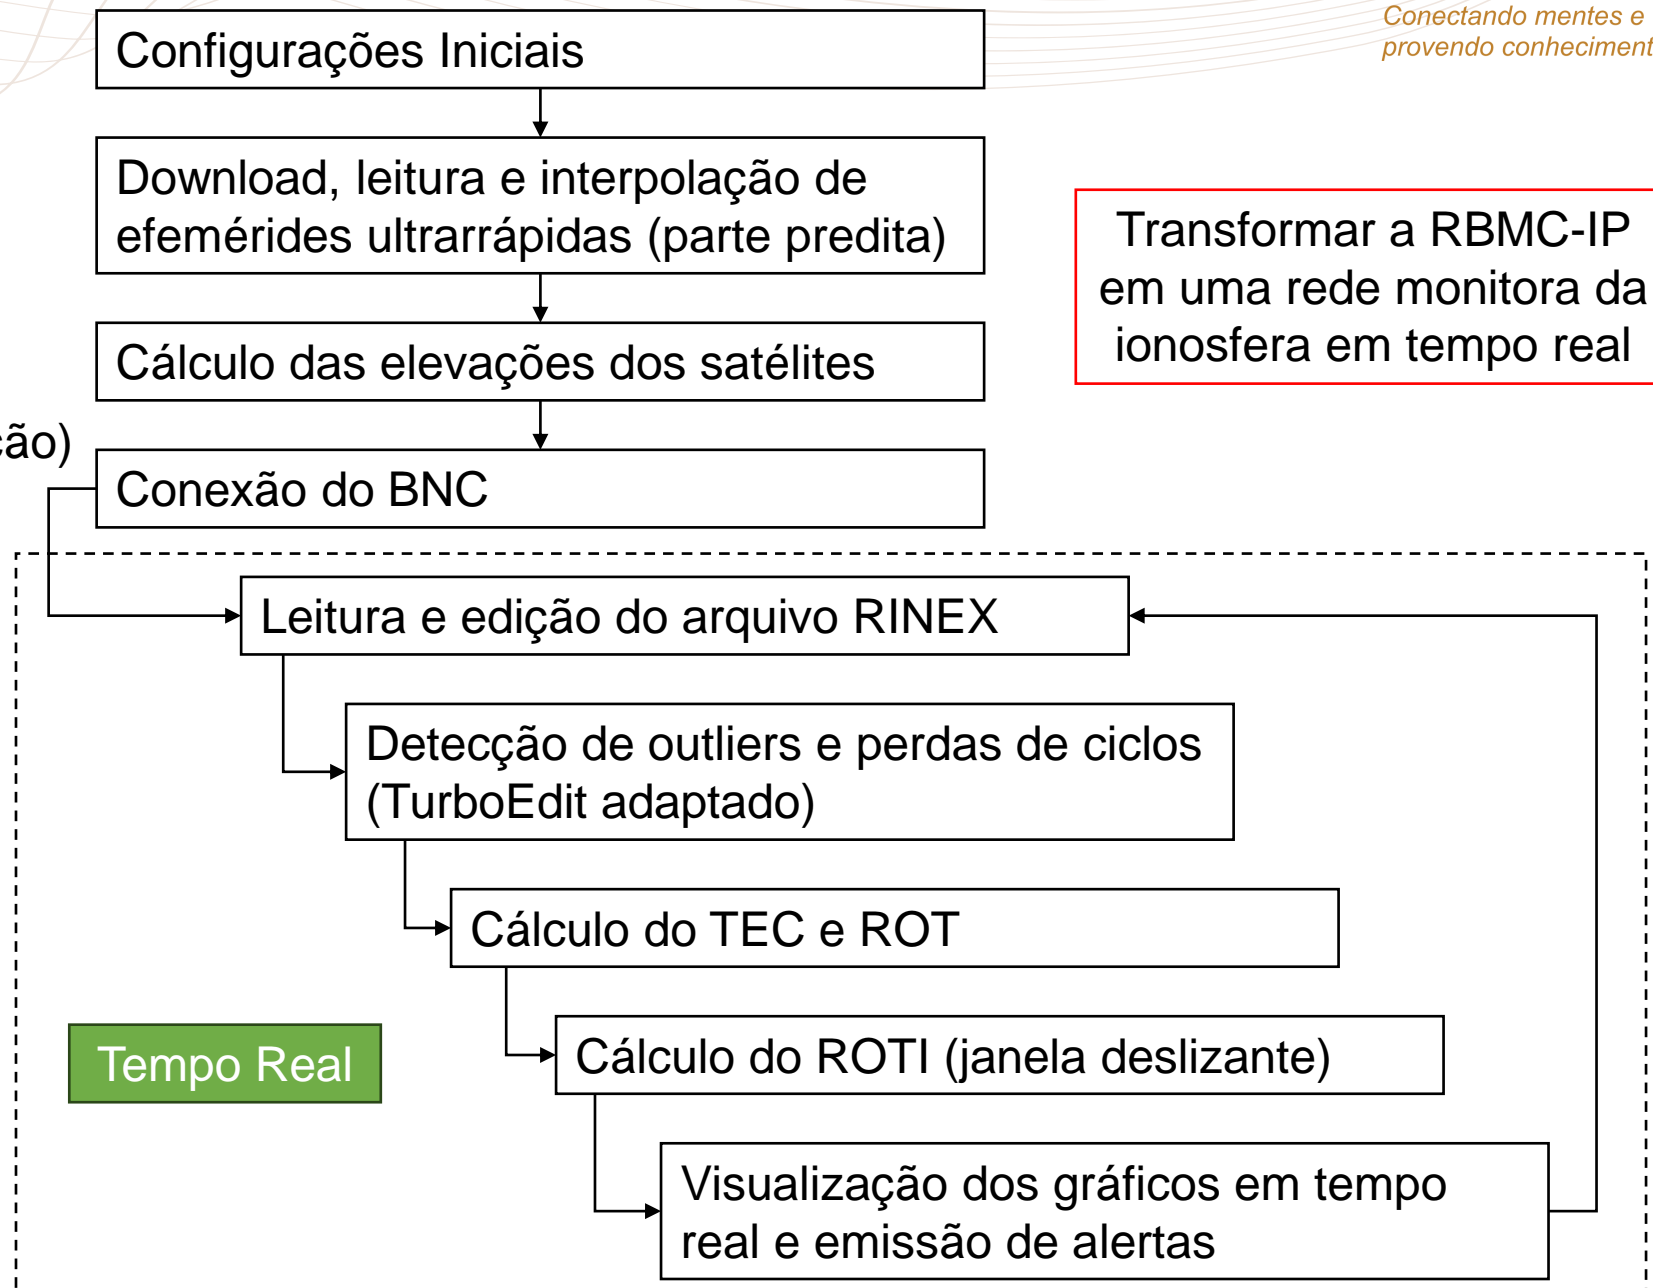 Conectando mentes e
provendo conheciment
Configurações Iniciais
Download, leitura e interpolação de
efemérides ultrarrápidas (parte predita)
Transformar a RBMC-IP
em uma rede monitora da
ionosfera em tempo real
Cálculo das elevações dos satélites
ção)
Conexão do BNC
Leitura e edição do arquivo RINEX
Detecção de outliers e perdas de ciclos
(TurboEdit adaptado)
Cálculo do TEC e ROT
Tempo Real
Cálculo do ROTI (janela deslizante)
Visualização dos gráficos em tempo
real e emissão de alertas